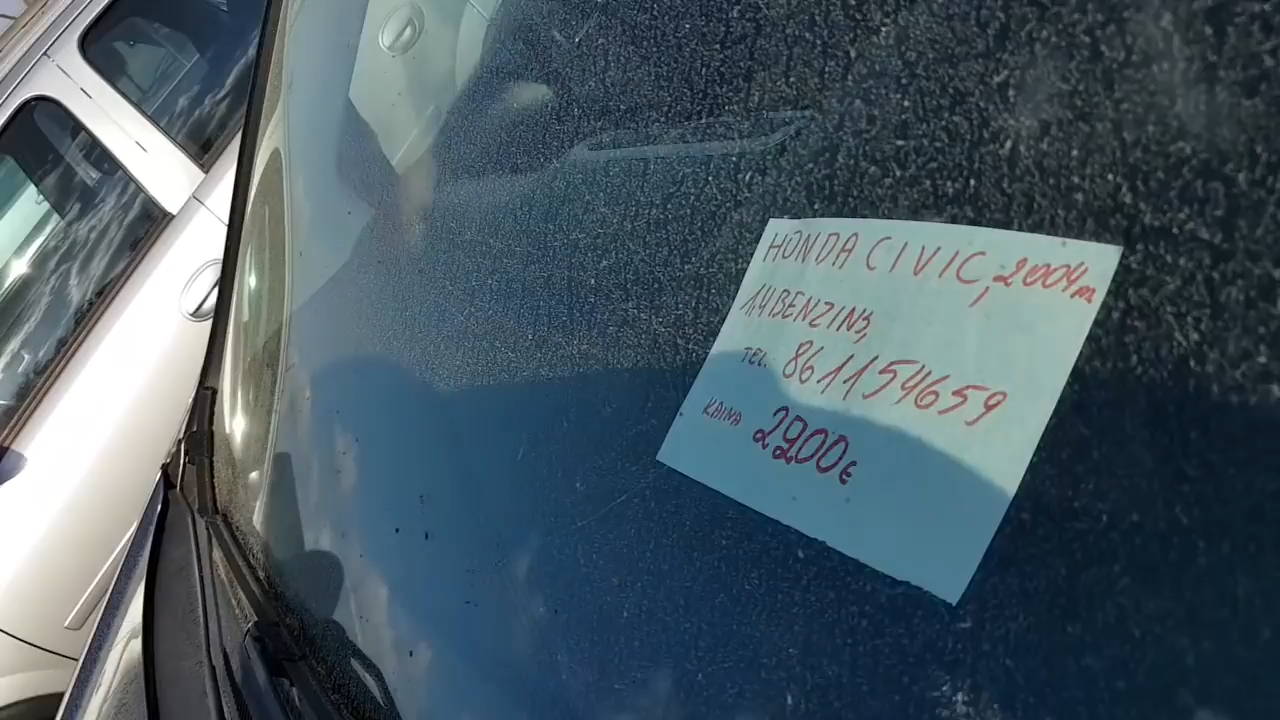 HONDA CIVIC, 2004m
1,4 BENZINS,
TEL. 861154659
KAINA 2900€